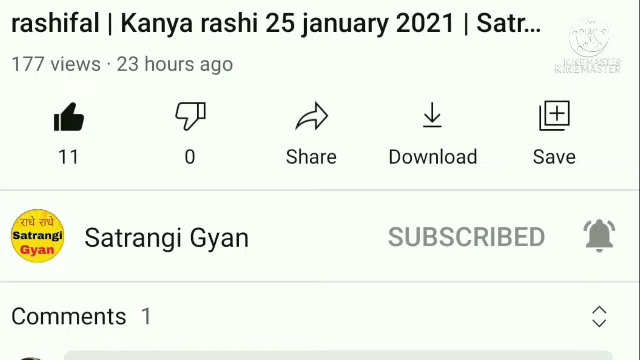 rashifal | Kanya rashi 25 january 2021 | Satr...
177 views · 23 hours ago
KINEMASTER
KINEMASTER
11
0
Share
Download
Save
राधे राधे
Satrangi
Gyan
Satrangi Gyan
SUBSCRIBED
Comments 1